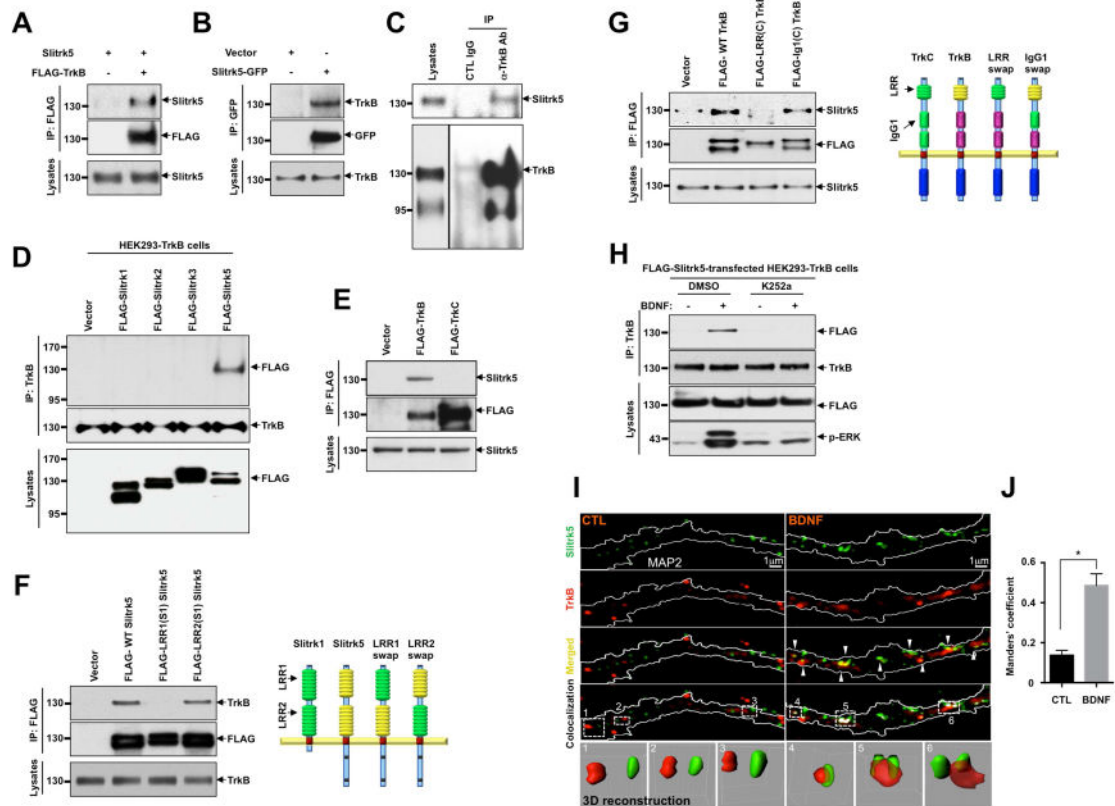 A
Slitrk5 + +
FLAG-TrkB - +
IP: FLAG
130
Slitrk5
130
FLAG
Lysates
130
Slitrk5
B
Vector + -
Slitrk5-GFP - +
IP: GFP
130
TrkB
130
GFP
Lysates
130
TrkB
C
IP
Lysates
CTL IgG
α-TrkB Ab
130
Slitrk5
130
TrkB
95
D
HEK293-TrkB cells
Vector
FLAG-Slitrk1
FLAG-Slitrk2
FLAG-Slitrk3
FLAG-Slitrk5
IP: TrkB
170
130
FLAG
95
130
TrkB
Lysates
170
130
FLAG
95
E
Vector
FLAG-TrkB
FLAG-TrkC
IP: FLAG
130
Slitrk5
130
FLAG
Lysates
130
Slitrk5
F
Vector
FLAG- WT Slitrk5
FLAG-LRR1(S1) Slitrk5
FLAG-LRR2(S1) Slitrk5
IP: FLAG
130
TrkB
130
FLAG
Lysates
130
TrkB
Slitrk1 Slitrk5 LRR1 swap LRR2 swap
LRR1
LRR2
G
Vector
FLAG- WT TrkB
FLAG-LRR(C) TrkB
FLAG-Ig1(C) TrkB
IP: FLAG
130
Slitrk5
130
FLAG
Lysates
130
Slitrk5
TrkC TrkB LRR swap IgG1 swap
LRR
IgG1
H
FLAG-Slitrk5-transfected HEK293-TrkB cells
DMSO K252a
BDNF: - + - +
IP: TrkB
130
FLAG
130
TrkB
Lysates
130
FLAG
43
p-ERK
I
CTL
BDNF
Slitrk5
MAP2
1μm
1μm
TrkB
Merged
Colocalization
1
2
3
4
5
6
1
2
3
4
5
6
3D reconstruction
J
Manders' coefficient
*
0.8
0.6
0.4
0.2
0.0
CTL BDNF